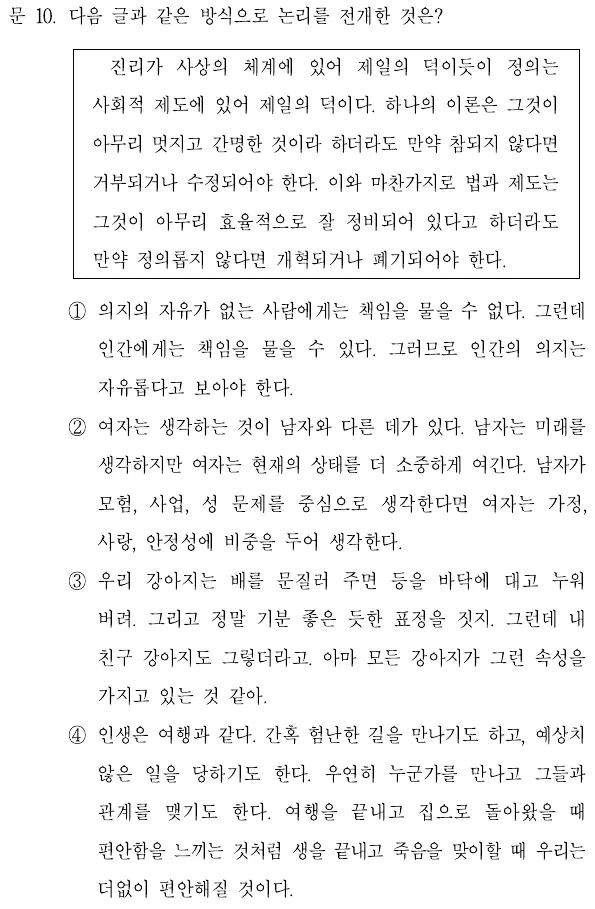 문 10. 다음 글과 같은 방식으로 논리를 전개한 것은?
진리가 사상의 체계에 있어 제일의 덕이듯이 정의는
사회적 제도에 있어 제일의 덕이다. 하나의 이론은 그것이
아무리 멋지고 간명한 것이라 하더라도 만약 참되지 않다면
거부되거나 수정되어야 한다. 이와 마찬가지로 법과 제도는
그것이 아무리 효율적으로 잘 정비되어 있다고 하더라도
만약 정의롭지 않다면 개혁되거나 폐기되어야 한다.
① 의지의 자유가 없는 사람에게는 책임을 물을 수 없다. 그런데
인간에게는 책임을 물을 수 있다. 그러므로 인간의 의지는
자유롭다고 보아야 한다.
② 여자는 생각하는 것이 남자와 다른 데가 있다. 남자는 미래를
생각하지만 여자는 현재의 상태를 더 소중하게 여긴다. 남자가
모험, 사업, 성 문제를 중심으로 생각한다면 여자는 가정,
사랑, 안정성에 비중을 두어 생각한다.
③ 우리 강아지는 배를 문질러 주면 등을 바닥에 대고 누워
버려. 그리고 정말 기분 좋은 듯한 표정을 짓지. 그런데 내
친구 강아지도 그렇더라고. 아마 모든 강아지가 그런 속성을
가지고 있는 것 같아.
④ 인생은 여행과 같다. 간혹 험난한 길을 만나기도 하고, 예상치
않은 일을 당하기도 한다. 우연히 누군가를 만나고 그들과
관계를 맺기도 한다. 여행을 끝내고 집으로 돌아왔을 때
편안함을 느끼는 것처럼 생을 끝내고 죽음을 맞이할 때 우리는
더없이 편안해질 것이다.